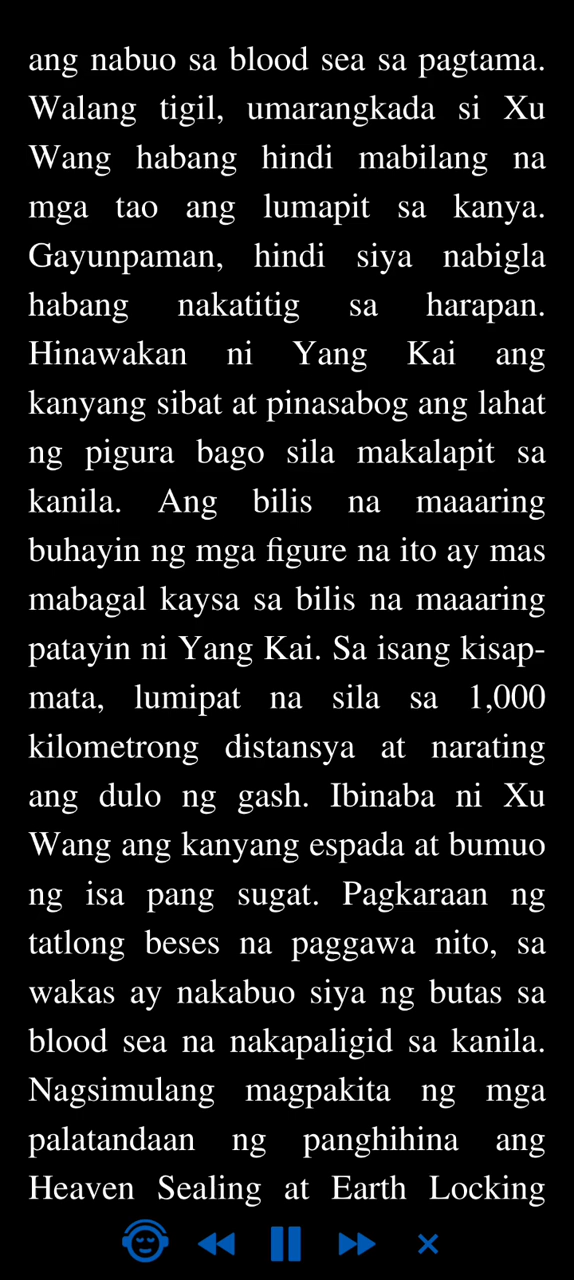 ang nabuo sa blood sea sa pagtama.
Walang tigil, umarangkada si Xu
Wang habang hindi mabilang na
mga tao ang lumapit sa kanya.
Gayunpaman, hindi siya nabigla
habang nakatitig sa harapan.
Hinawakan ni Yang Kai ang
kanyang sibat at pinasabog ang lahat
ng pigura bago sila makalapit sa
kanila. Ang bilis na maaaring
buhayin ng mga figure na ito ay mas
mabagal kaysa sa bilis na maaaring
patayin ni Yang Kai. Sa isang kisap-
mata, lumipat na sila sa 1,000
kilometrong distansya at narating
ang dulo ng gash. Ibinaba ni Xu
Wang ang kanyang espada at bumuo
ng isa pang sugat. Pagkaraan ng
tatlong beses na paggawa nito, sa
wakas ay nakabuo siya ng butas sa
blood sea na nakapaligid sa kanila.
Nagsimulang magpakita ng mga
palatandaan ng panghihina ang
Heaven Sealing at Earth Locking